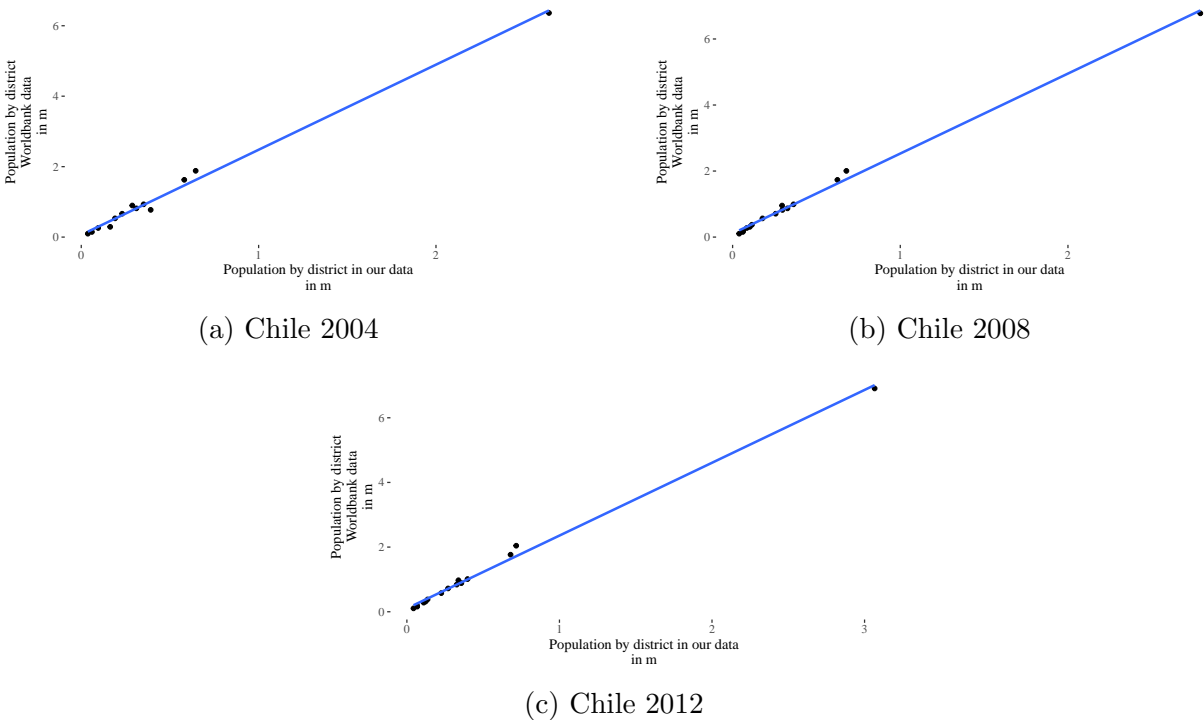 6
4
2
0
Population by district
Worldbank data
in m
0
1
2
Population by district in our data
in m
(a) Chile 2004
6
4
2
0
Population by district
Worldbank data
in m
0
1
2
Population by district in our data
in m
(b) Chile 2008
6
4
2
0
Population by district
Worldbank data
in m
0
1
2
3
Population by district in our data
in m
(c) Chile 2012